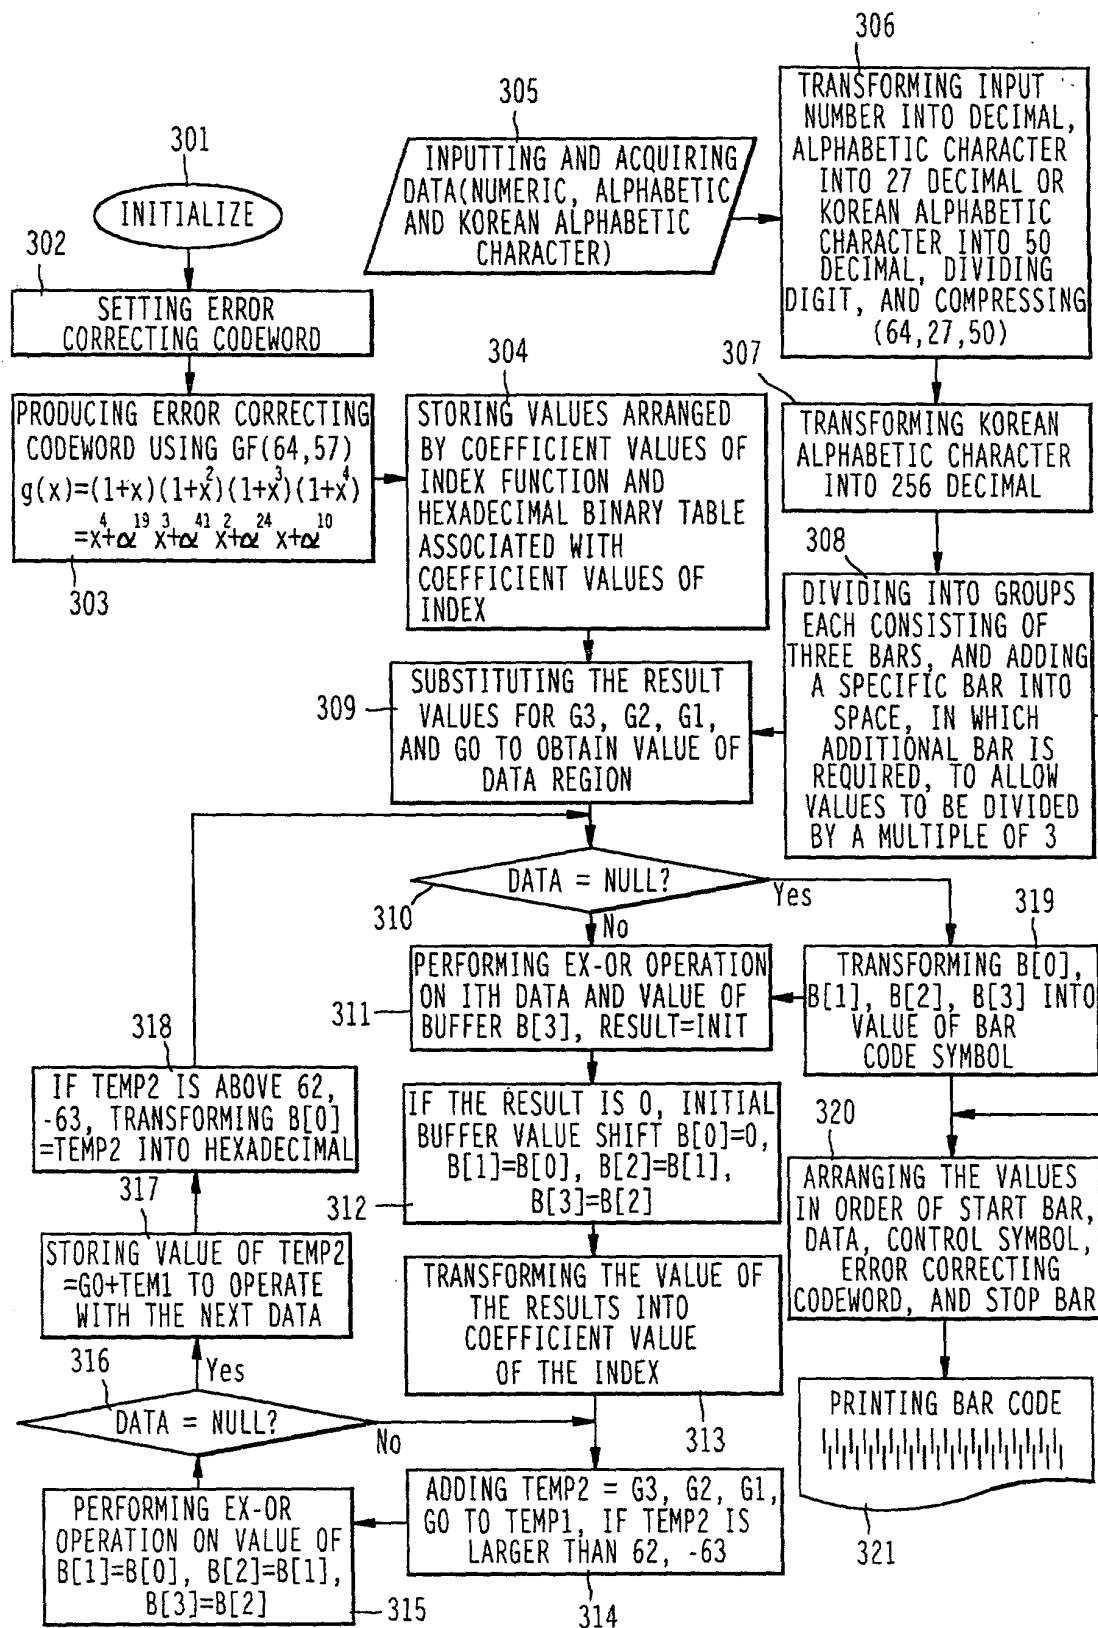 301
INITIALIZE
302
SETTING ERROR
CORRECTING CODEWORD
PRODUCING ERROR CORRECTING
CODEWORD USING GF(64,57)
g(x)=(1+x)(1+x²)(1+x³)(1+x⁴)
=x⁴+α¹⁹x³+α⁴¹x²+α²⁴x+α¹⁰
303
304
STORING VALUES ARRANGED
BY COEFFICIENT VALUES OF
INDEX FUNCTION AND
HEXADECIMAL BINARY TABLE
ASSOCIATED WITH
COEFFICIENT VALUES OF
INDEX
305
INPUTTING AND ACQUIRING
DATA(NUMERIC, ALPHABETIC
AND KOREAN ALPHABETIC
CHARACTER)
306
TRANSFORMING INPUT
NUMBER INTO DECIMAL,
ALPHABETIC CHARACTER
INTO 27 DECIMAL OR
KOREAN ALPHABETIC
CHARACTER INTO 50
DECIMAL, DIVIDING
DIGIT, AND COMPRESSING
(64,27,50)
307
TRANSFORMING KOREAN
ALPHABETIC CHARACTER
INTO 256 DECIMAL
308
DIVIDING INTO GROUPS
EACH CONSISTING OF
THREE BARS, AND ADDING
A SPECIFIC BAR INTO
SPACE, IN WHICH
ADDITIONAL BAR IS
REQUIRED, TO ALLOW
VALUES TO BE DIVIDED
BY A MULTIPLE OF 3
309
SUBSTITUTING THE RESULT
VALUES FOR G3, G2, G1,
AND GO TO OBTAIN VALUE OF
DATA REGION
310
DATA = NULL?
Yes
No
311
PERFORMING EX-OR OPERATION
ON ITH DATA AND VALUE OF
BUFFER B[3], RESULT=INIT
312
IF THE RESULT IS 0, INITIAL
BUFFER VALUE SHIFT B[0]=0,
B[1]=B[0], B[2]=B[1],
B[3]=B[2]
TRANSFORMING THE VALUE OF
THE RESULTS INTO
COEFFICIENT VALUE
OF THE INDEX
313
ADDING TEMP2 = G3, G2, G1,
GO TO TEMP1, IF TEMP2 IS
LARGER THAN 62, -63
314
PERFORMING EX-OR
OPERATION ON VALUE OF
B[1]=B[0], B[2]=B[1],
B[3]=B[2]
315
316
DATA = NULL?
Yes
No
317
STORING VALUE OF TEMP2
=GO+TEM1 TO OPERATE
WITH THE NEXT DATA
318
IF TEMP2 IS ABOVE 62,
-63, TRANSFORMING B[0]
=TEMP2 INTO HEXADECIMAL
319
TRANSFORMING B[0],
B[1], B[2], B[3] INTO
VALUE OF BAR
CODE SYMBOL
320
ARRANGING THE VALUES
IN ORDER OF START BAR,
DATA, CONTROL SYMBOL,
ERROR CORRECTING
CODEWORD, AND STOP BAR
PRINTING BAR CODE
321